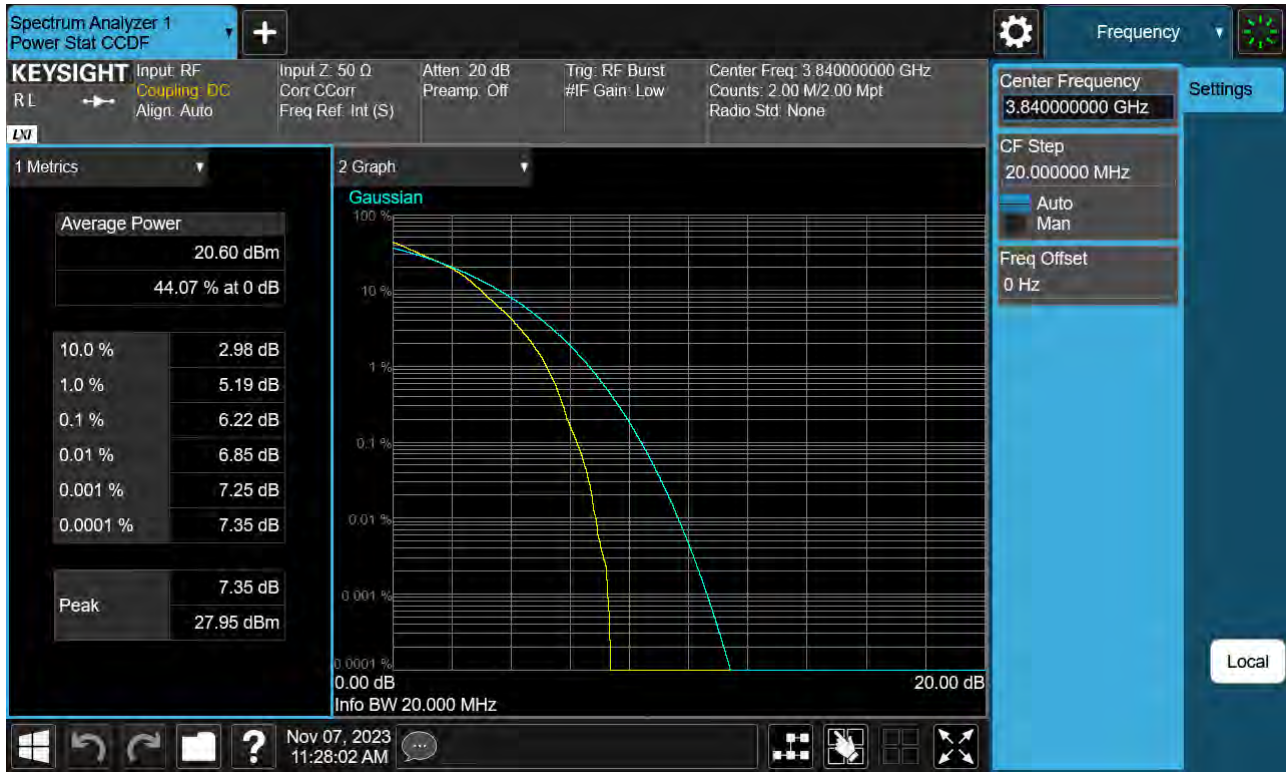 Spectrum Analyzer 1
Power Stat CCDF
+
Frequency
KEYSIGHT
RL
LXI
Input: RF
Coupling: DC
Align: Auto
Input Z: 50 Ω
Corr CCorr
Freq Ref: Int (S)
Atten: 20 dB
Preamp: Off
Trig: RF Burst
#IF Gain: Low
Center Freq: 3.840000000 GHz
Counts: 2.00 M/2.00 Mpt
Radio Std: None
Center Frequency
3.840000000 GHz
Settings
CF Step
20.000000 MHz
Auto
Man
Freq Offset
0 Hz
Local
1 Metrics
Average Power
20.60 dBm
44.07 % at 0 dB
10.0 % 2.98 dB
1.0 % 5.19 dB
0.1 % 6.22 dB
0.01 % 6.85 dB
0.001 % 7.25 dB
0.0001 % 7.35 dB
Peak 7.35 dB
27.95 dBm
2 Graph
Gaussian
100 %
10 %
1 %
0.1 %
0.01 %
0.001 %
0.0001 %
0.00 dB 20.00 dB
Info BW 20.000 MHz
?
Nov 07, 2023
11:28:02 AM